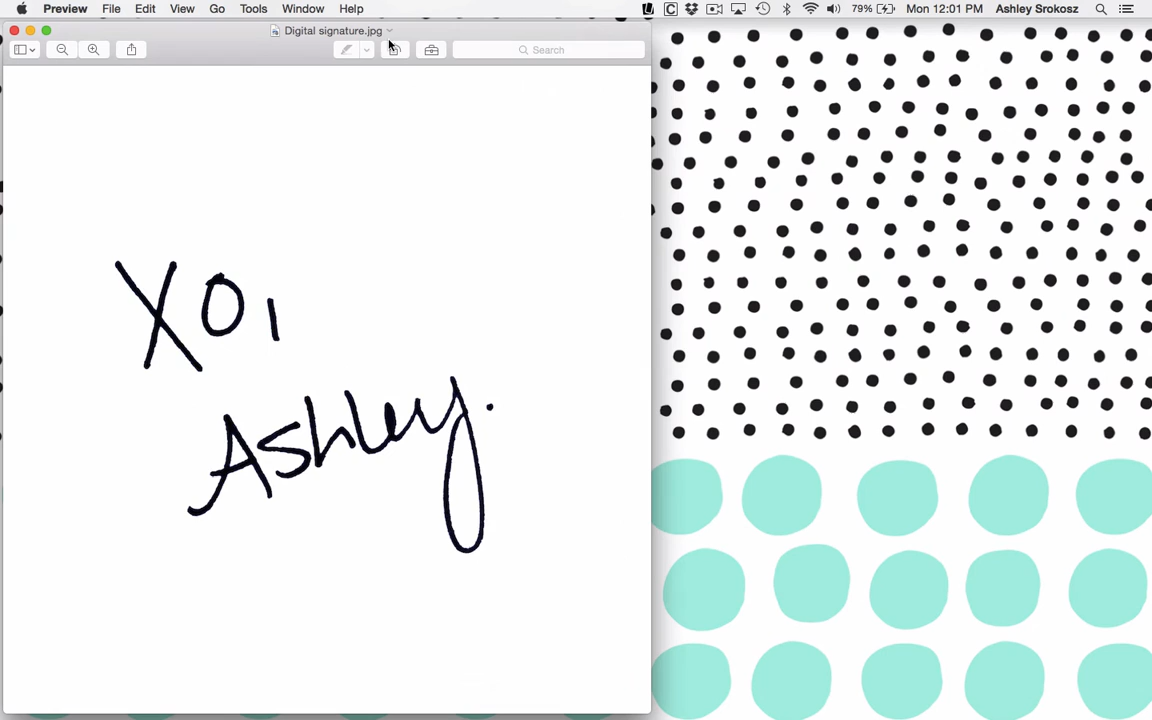 Preview File Edit View Go Tools Window Help 79% Mon 12:01 PM Ashley Srokosz
Digital signature.jpg
Search
XO,
Ashley.